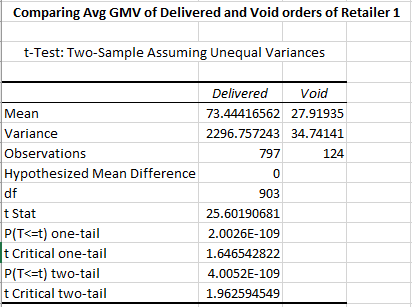 Comparing Avg GMV of Delivered and Void orders of Retailer 1
t-Test: Two-Sample Assuming Unequal Variances
Delivered Void
Mean 73.44416562 27.91935
Variance 2296.757243 34.74141
Observations 797 124
Hypothesized Mean Difference 0
df 903
t Stat 25.60190681
P(T<=t) one-tail 2.0026E-109
t Critical one-tail 1.646542822
P(T<=t) two-tail 4.0052E-109
t Critical two-tail 1.962594549